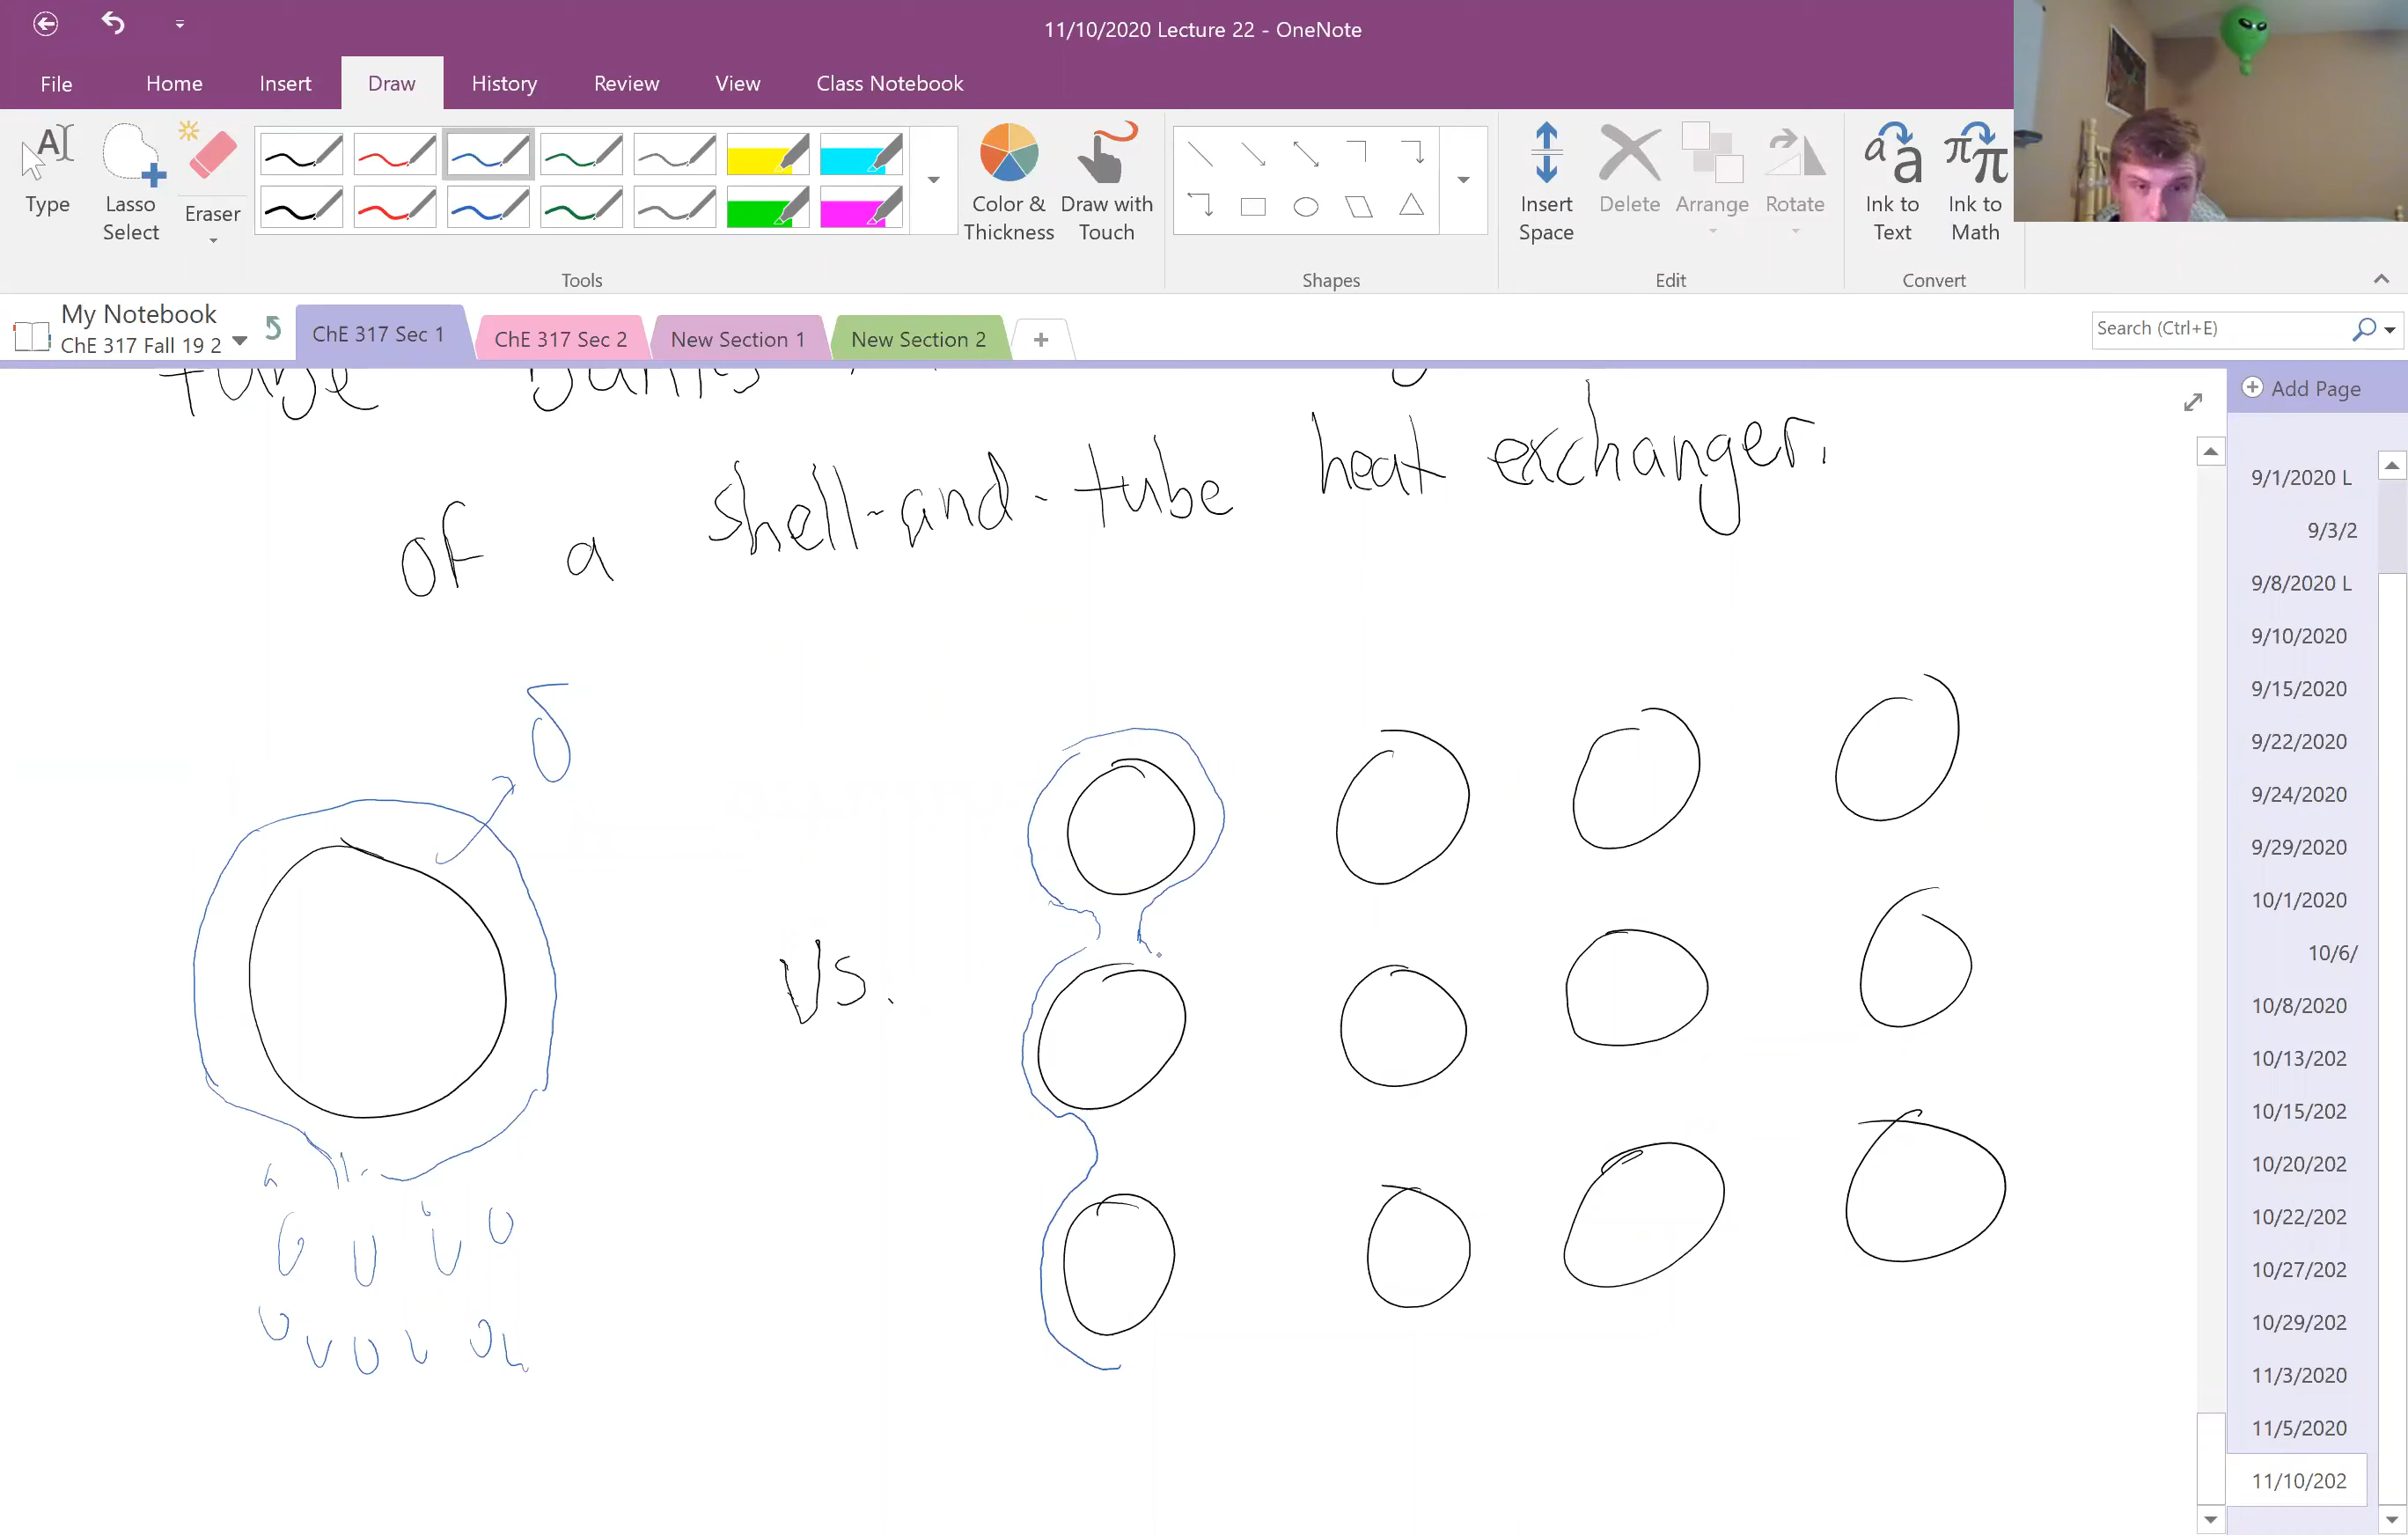 11/10/2020 Lecture 22 - OneNote
File Home Insert Draw History Review View Class Notebook
Type
Lasso Select
Eraser
Color & Thickness
Draw with Touch
Insert Space
Delete
Arrange
Rotate
Ink to Text
Ink to Math
Tools Shapes Edit Convert
My Notebook
ChE 317 Fall 19 2
ChE 317 Sec 1 ChE 317 Sec 2 New Section 1 New Section 2 +
Search (Ctrl+E)
Add Page
tube
of a shell-and-tube heat exchanger.
δ
vs.
9/1/2020 L
9/3/2
9/8/2020 L
9/10/2020
9/15/2020
9/22/2020
9/24/2020
9/29/2020
10/1/2020
10/6/
10/8/2020
10/13/202
10/15/202
10/20/202
10/22/202
10/27/202
10/29/202
11/3/2020
11/5/2020
11/10/202